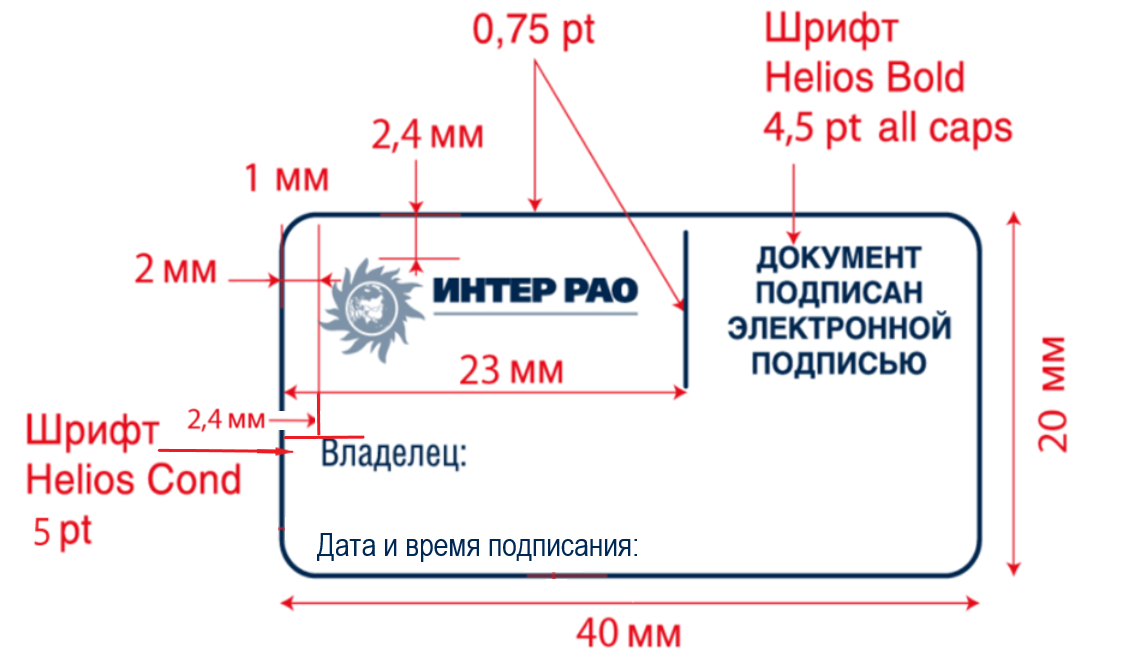 0,75 pt
Шрифт
Helios Bold
4,5 pt all caps
2,4 мм
1 мм
2 мм
ИНТЕР РАО
ДОКУМЕНТ
ПОДПИСАН
ЭЛЕКТРОННОЙ
ПОДПИСЬЮ
23 мм
20 мм
2,4 мм
Шрифт
Helios Cond
5 pt
Владелец:
Дата и время подписания:
40 мм